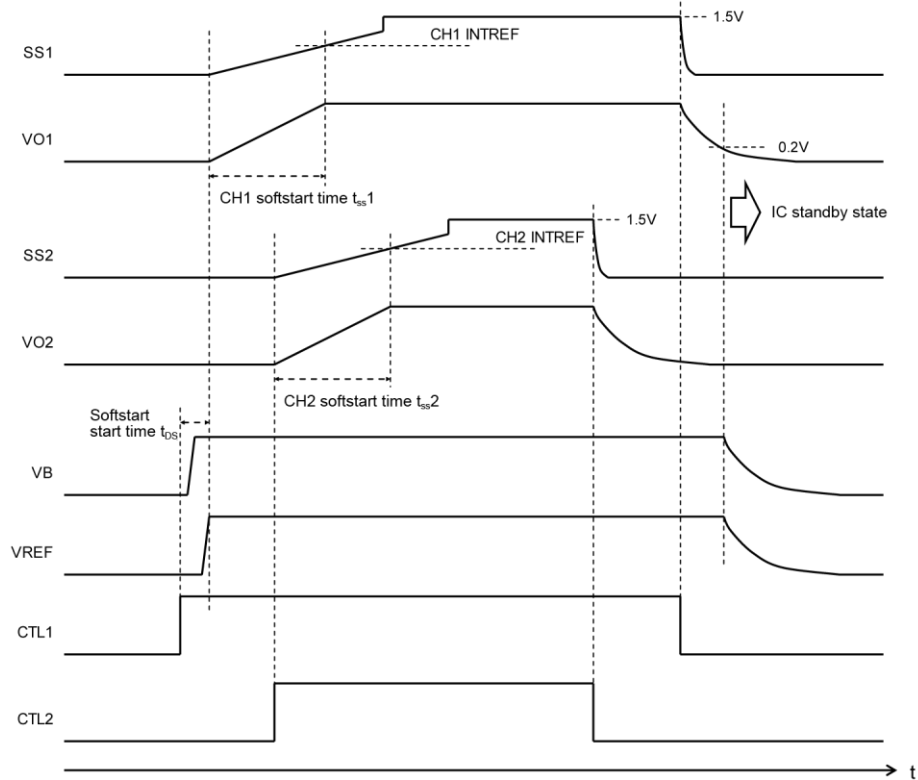 1.5V
CH1 INTREF
SS1
VO1
0.2V
CH1 softstart time tss1
IC standby state
1.5V
CH2 INTREF
SS2
VO2
CH2 softstart time tss2
Softstart
start time tDS
VB
VREF
CTL1
CTL2
t